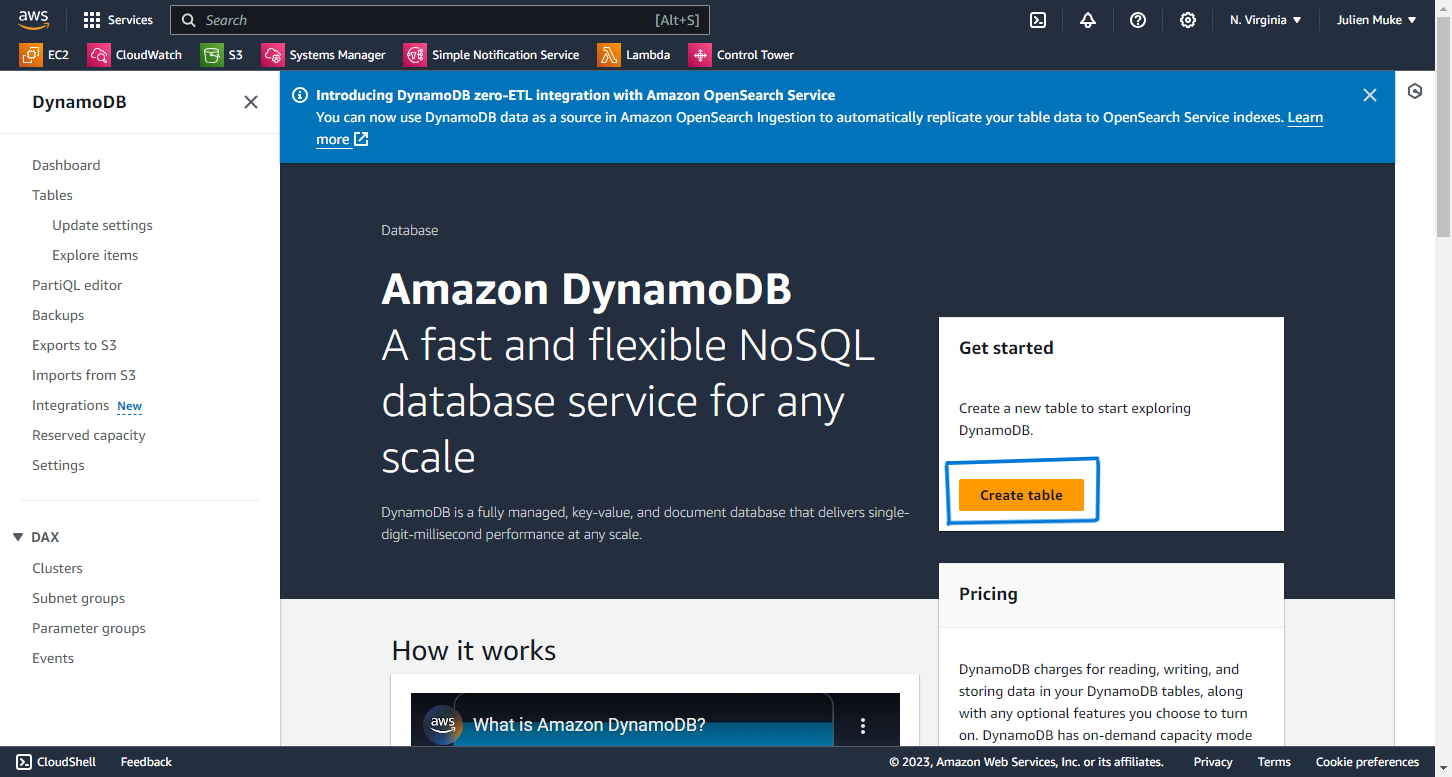 aws
Services
Search
[Alt+S]
N. Virginia
Julien Muke
EC2
CloudWatch
S3
Systems Manager
Simple Notification Service
Lambda
Control Tower
DynamoDB
Dashboard
Tables
Update settings
Explore items
PartiQL editor
Backups
Exports to S3
Imports from S3
Integrations New
Reserved capacity
Settings
DAX
Clusters
Subnet groups
Parameter groups
Events
Introducing DynamoDB zero-ETL integration with Amazon OpenSearch Service
You can now use DynamoDB data as a source in Amazon OpenSearch Ingestion to automatically replicate your table data to OpenSearch Service indexes. Learn
more
Database
Amazon DynamoDB
A fast and flexible NoSQL
database service for any
scale
DynamoDB is a fully managed, key-value, and document database that delivers single-
digit-millisecond performance at any scale.
Get started
Create a new table to start exploring
DynamoDB.
Create table
Pricing
DynamoDB charges for reading, writing, and
storing data in your DynamoDB tables, along
with any optional features you choose to turn
on. DynamoDB has on-demand capacity mode
How it works
aws
What is Amazon DynamoDB?
CloudShell
Feedback
© 2023, Amazon Web Services, Inc. or its affiliates.
Privacy
Terms
Cookie preferences